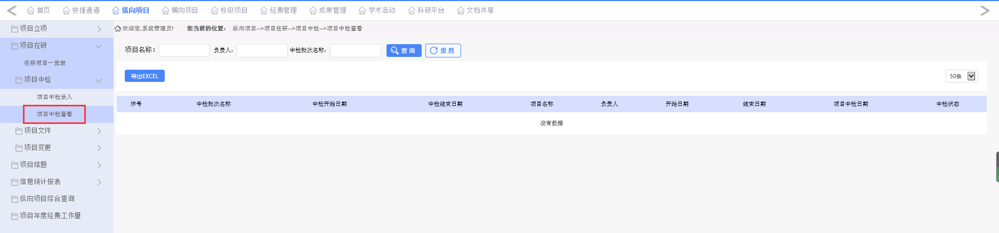 首页 快捷通道 纵向项目 横向项目 校级项目 经费管理 成果管理 学术活动 科研平台 文档共享
欢迎您,系统管理员! 您当前的位置: 纵向项目-->项目在研-->项目中检-->项目中检查看
项目立项
项目在研
在研项目一览表
项目中检
项目中检录入
项目中检查看
项目文件
项目变更
项目结题
信息统计报表
纵向项目综合查询
项目年度经费工作量
项目名称: 负责人: 中检批次名称: 查 询 重 置
导出EXCEL 50条
序号 中检批次名称 中检开始日期 中检结束日期 项目名称 负责人 开始日期 结束日期 项目中检日期 中检状态
没有数据